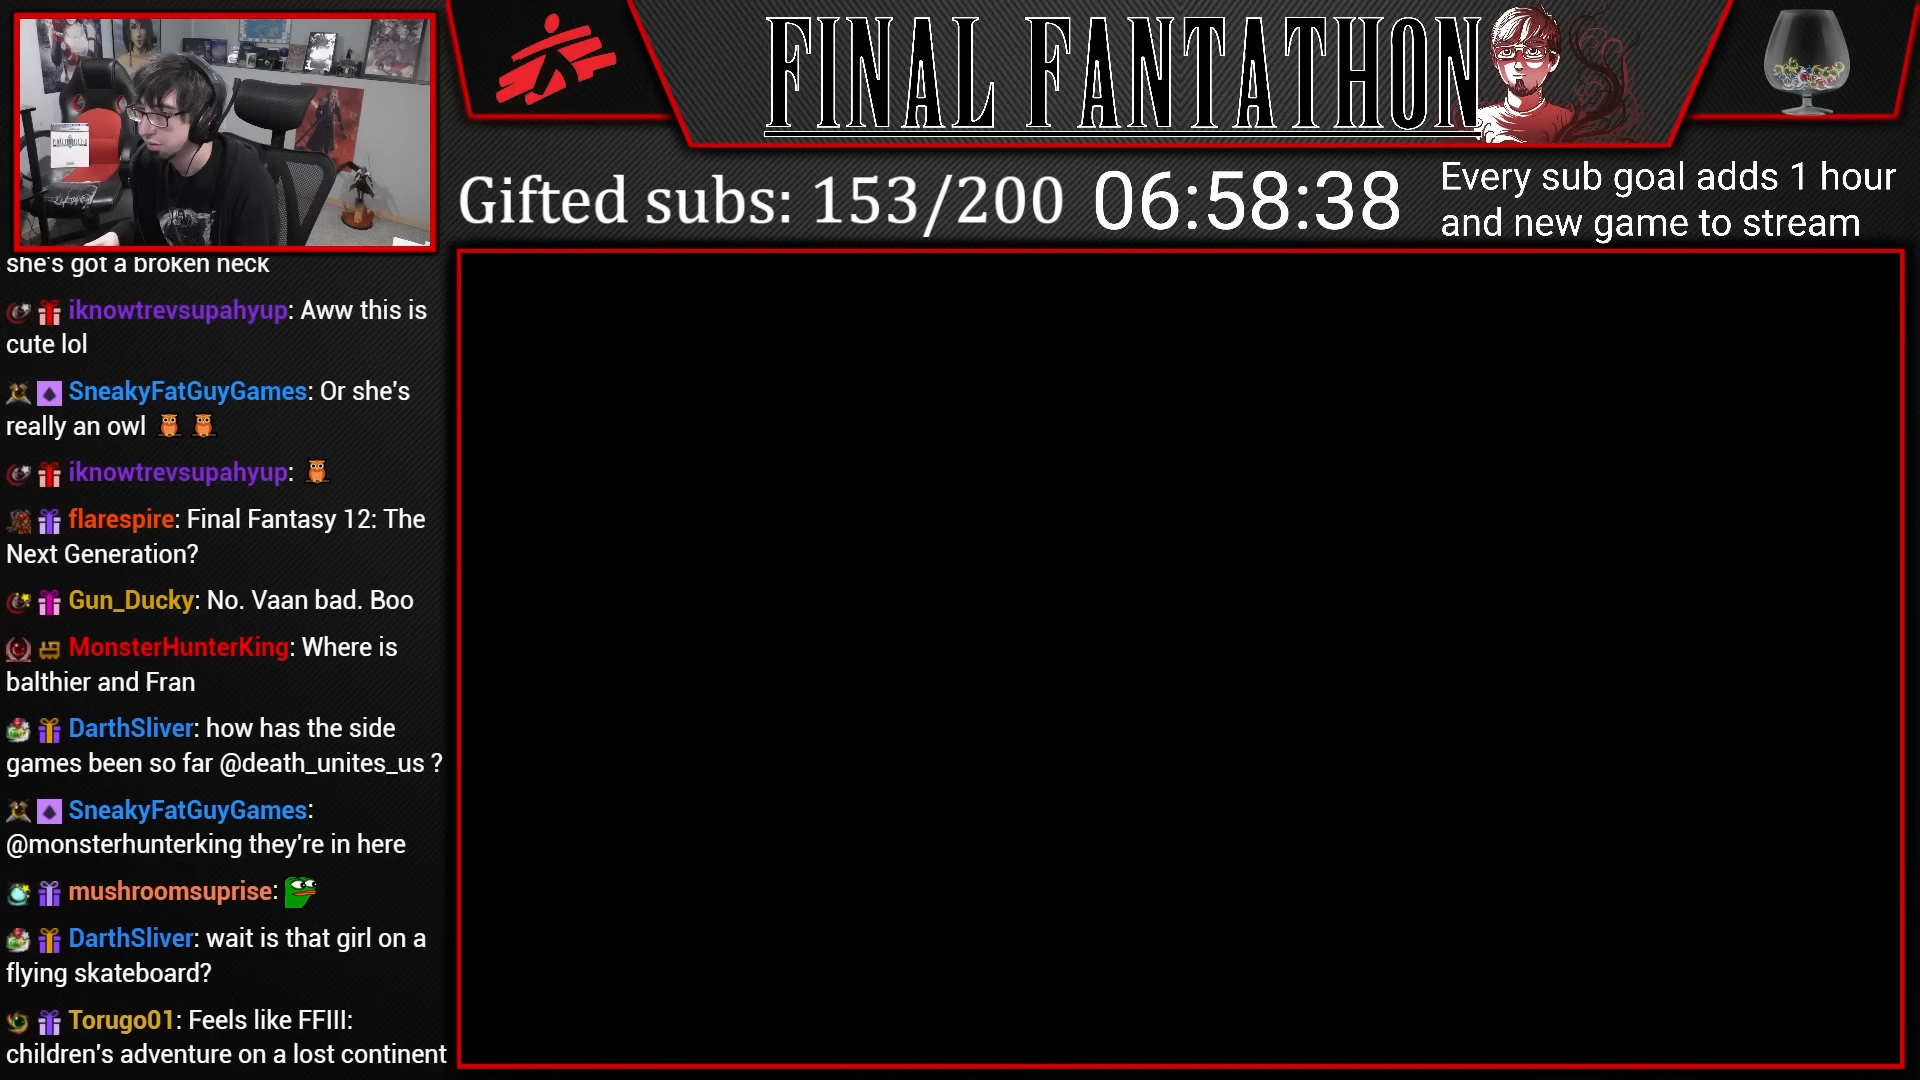 FINAL FANTATHON
Gifted subs: 153/200
06:58:38
Every sub goal adds 1 hour
and new game to stream
she's got a broken neck
iknowtrevsupahyup: Aww this is
cute lol
SneakyFatGuyGames: Or she's
really an owl
iknowtrevsupahyup:
flarespire: Final Fantasy 12: The
Next Generation?
Gun_Ducky: No. Vaan bad. Boo
MonsterHunterKing: Where is
balthier and Fran
DarthSliver: how has the side
games been so far @death_unites_us ?
SneakyFatGuyGames:
@monsterhunterking they're in here
mushroomsuprise:
DarthSliver: wait is that girl on a
flying skateboard?
Torugo01: Feels like FFIII:
children's adventure on a lost continent